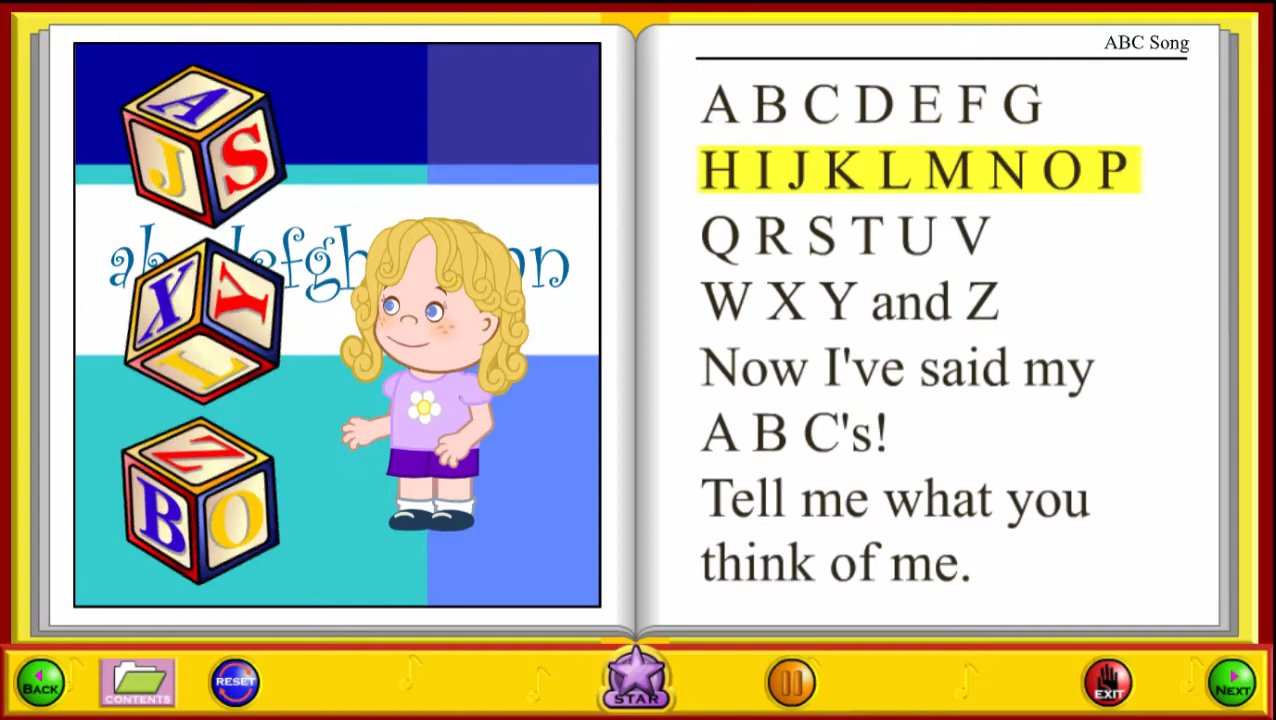 ABC Song
A
J S
X Y
L
Z
B O
A B C D E F G
H I J K L M N O P
Q R S T U V
W X Y and Z
Now I've said my
A B C's!
Tell me what you
think of me.
BACK
CONTENTS
RESET
STAR
EXIT
NEXT